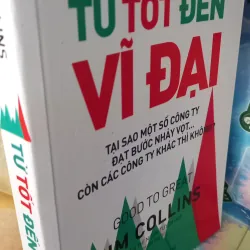 TỪ TỐT ĐẾN
VĨ ĐẠI
TẠI SAO MỘT SỐ CÔNG TY
ĐẠT BƯỚC NHẢY VỌT...
CÒN CÁC CÔNG TY KHÁC THÌ KHÔNG?
GOOD TO GREAT
JIM COLLINS
TỪ TỐT ĐẾN